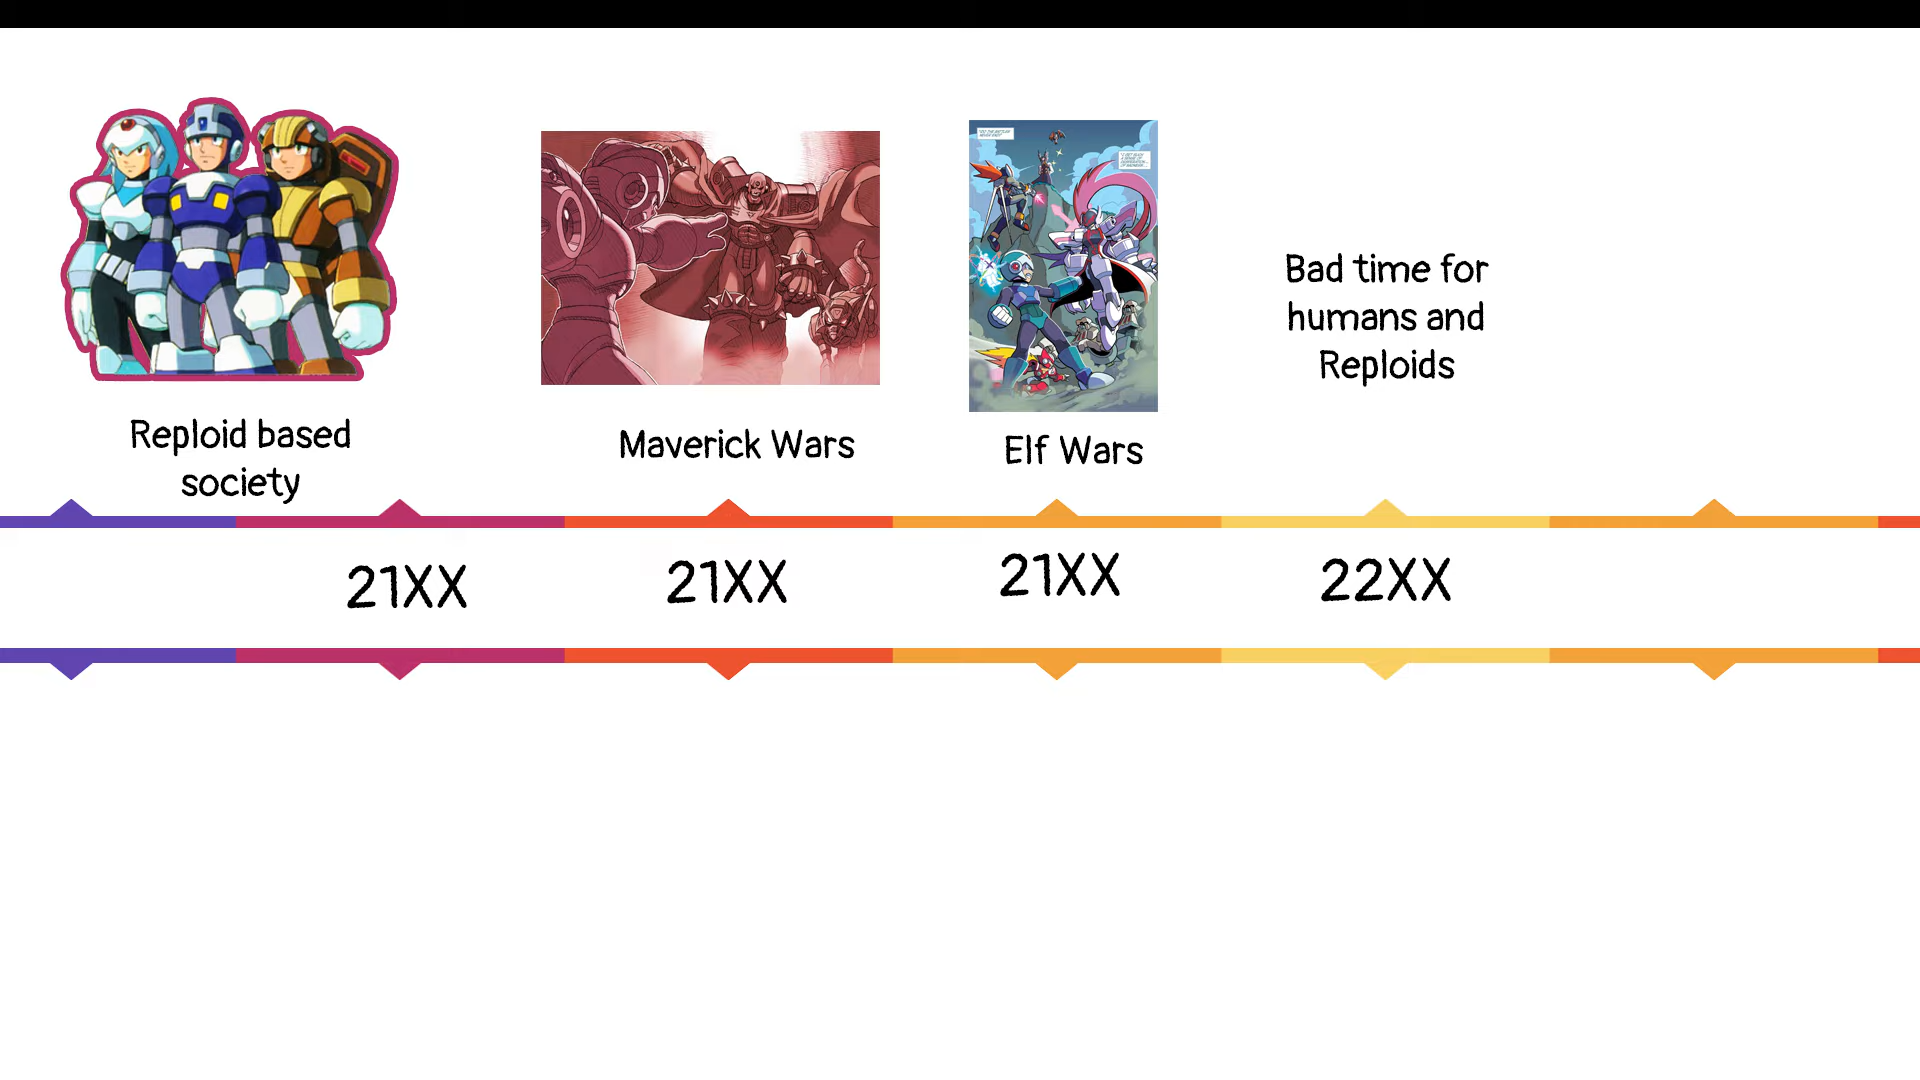 Reploid based
society
Maverick Wars
Elf Wars
Bad time for
humans and
Reploids
21XX
21XX
21XX
22XX